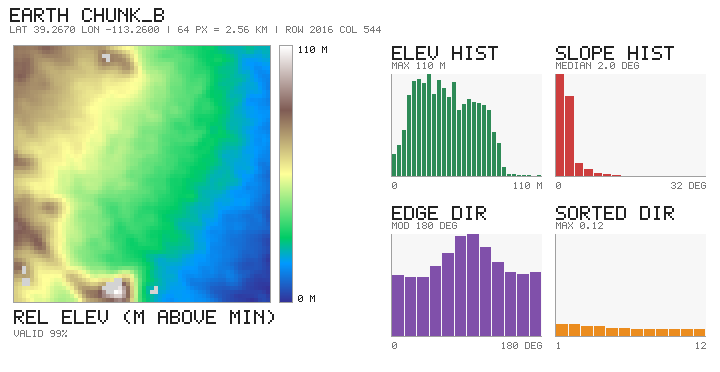 EARTH CHUNK_B
LAT 39.2670 LON -113.2600 | 64 PX = 2.56 KM | ROW 2016 COL 544
110 M
0 M
REL ELEV (M ABOVE MIN)
VALID 99%
ELEV HIST
MAX 110 M
0 110 M
SLOPE HIST
MEDIAN 2.0 DEG
0 32 DEG
EDGE DIR
MOD 180 DEG
0 180 DEG
SORTED DIR
MAX 0.12
1 12